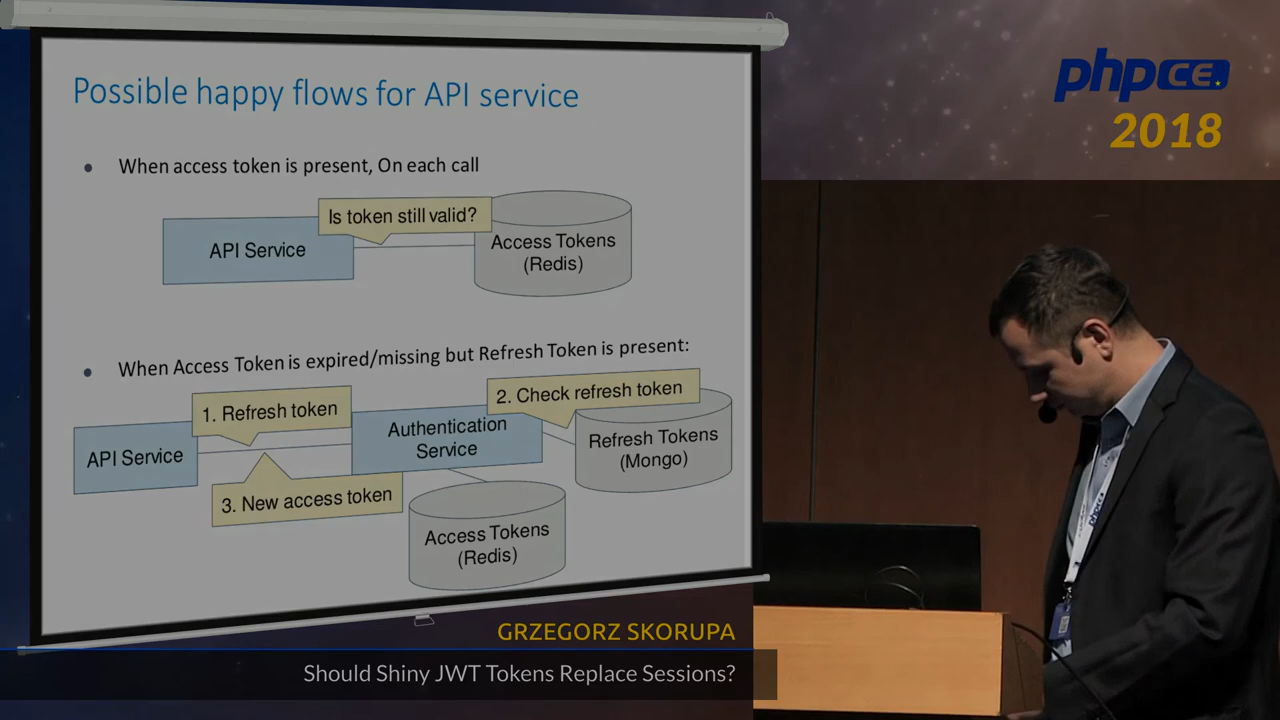 Possible happy flows for API service
phpce.
2018
• When access token is present, On each call
Is token still valid?
API Service
Access Tokens
(Redis)
• When Access Token is expired/missing but Refresh Token is present:
1. Refresh token
2. Check refresh token
API Service
Authentication
Service
Refresh Tokens
(Mongo)
3. New access token
Access Tokens
(Redis)
phpce
GRZEGORZ SKORUPA
Should Shiny JWT Tokens Replace Sessions?